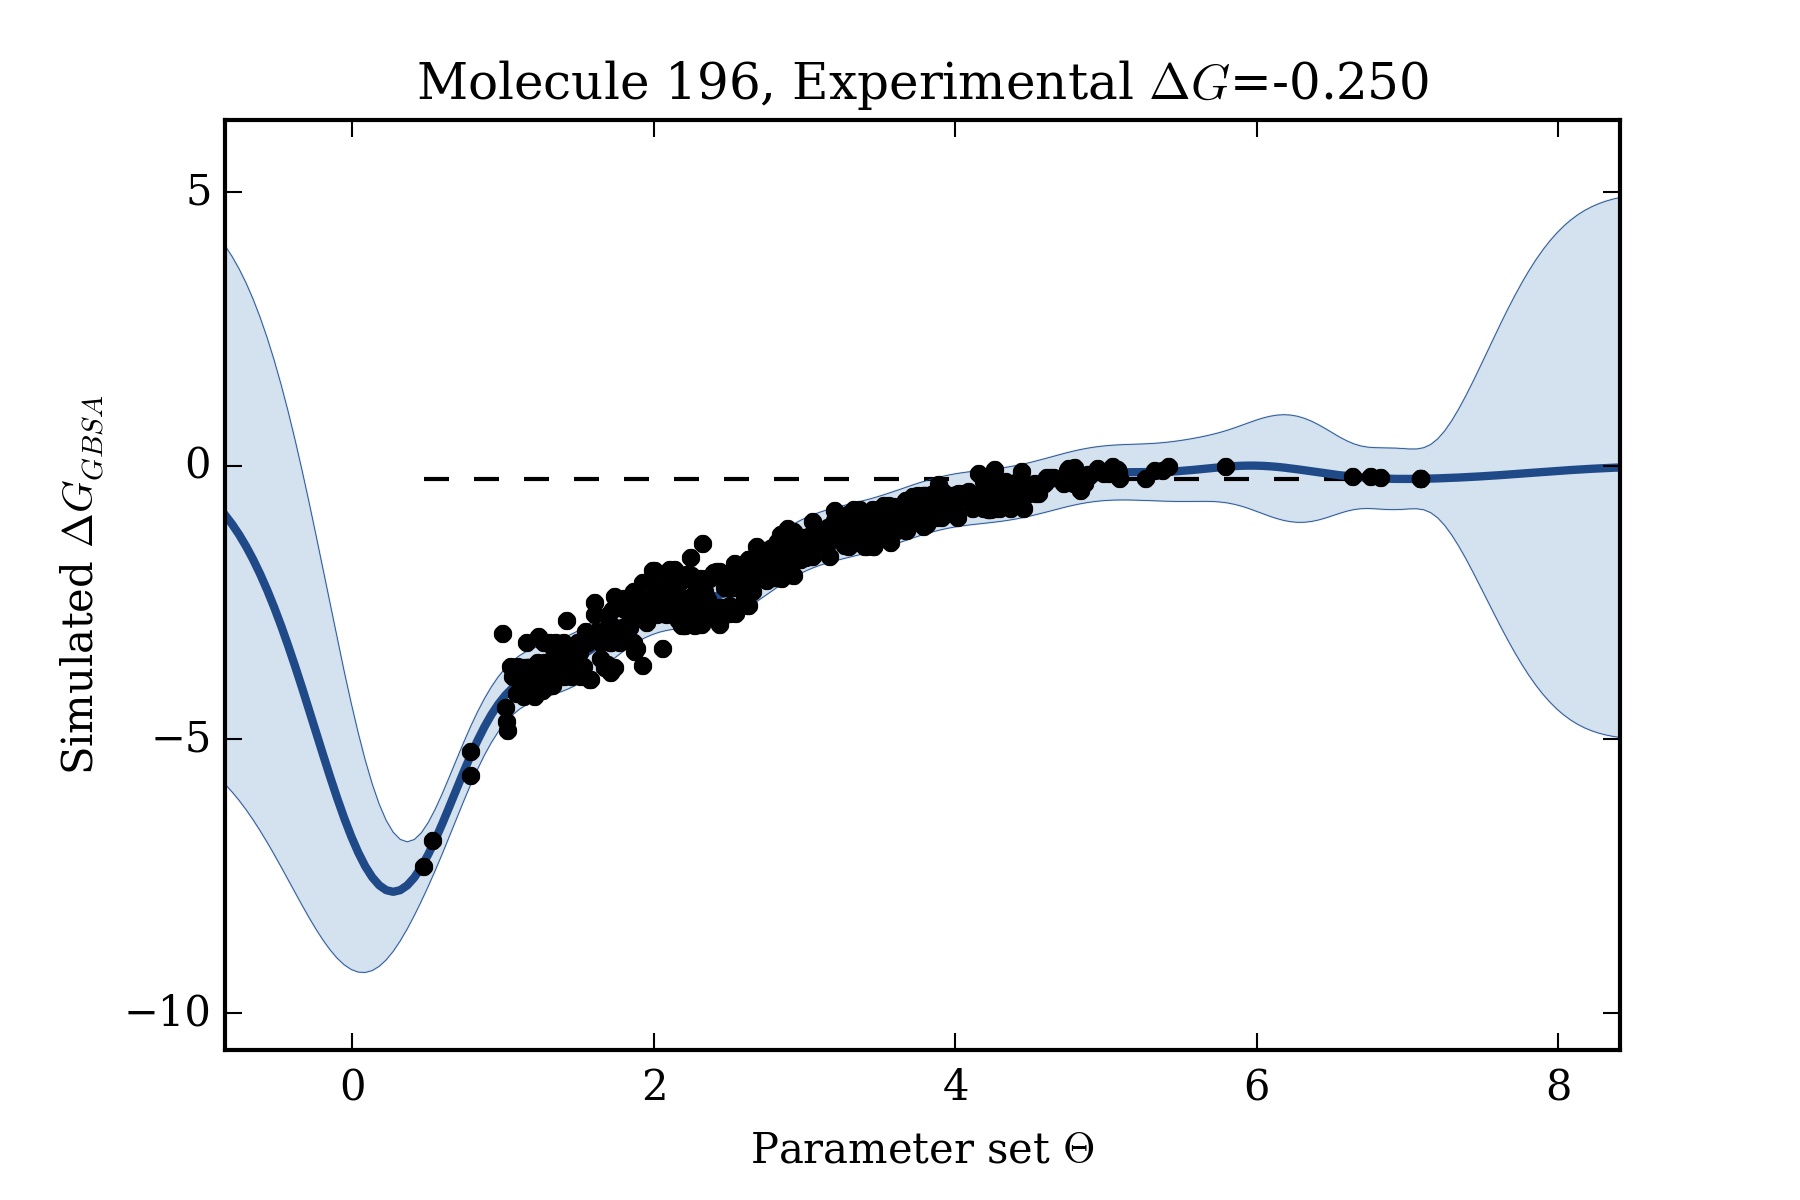 Molecule 196, Experimental ΔG=-0.250
5
0
−5
−10
Simulated ΔG_GBSA
0 2 4 6 8
Parameter set Θ